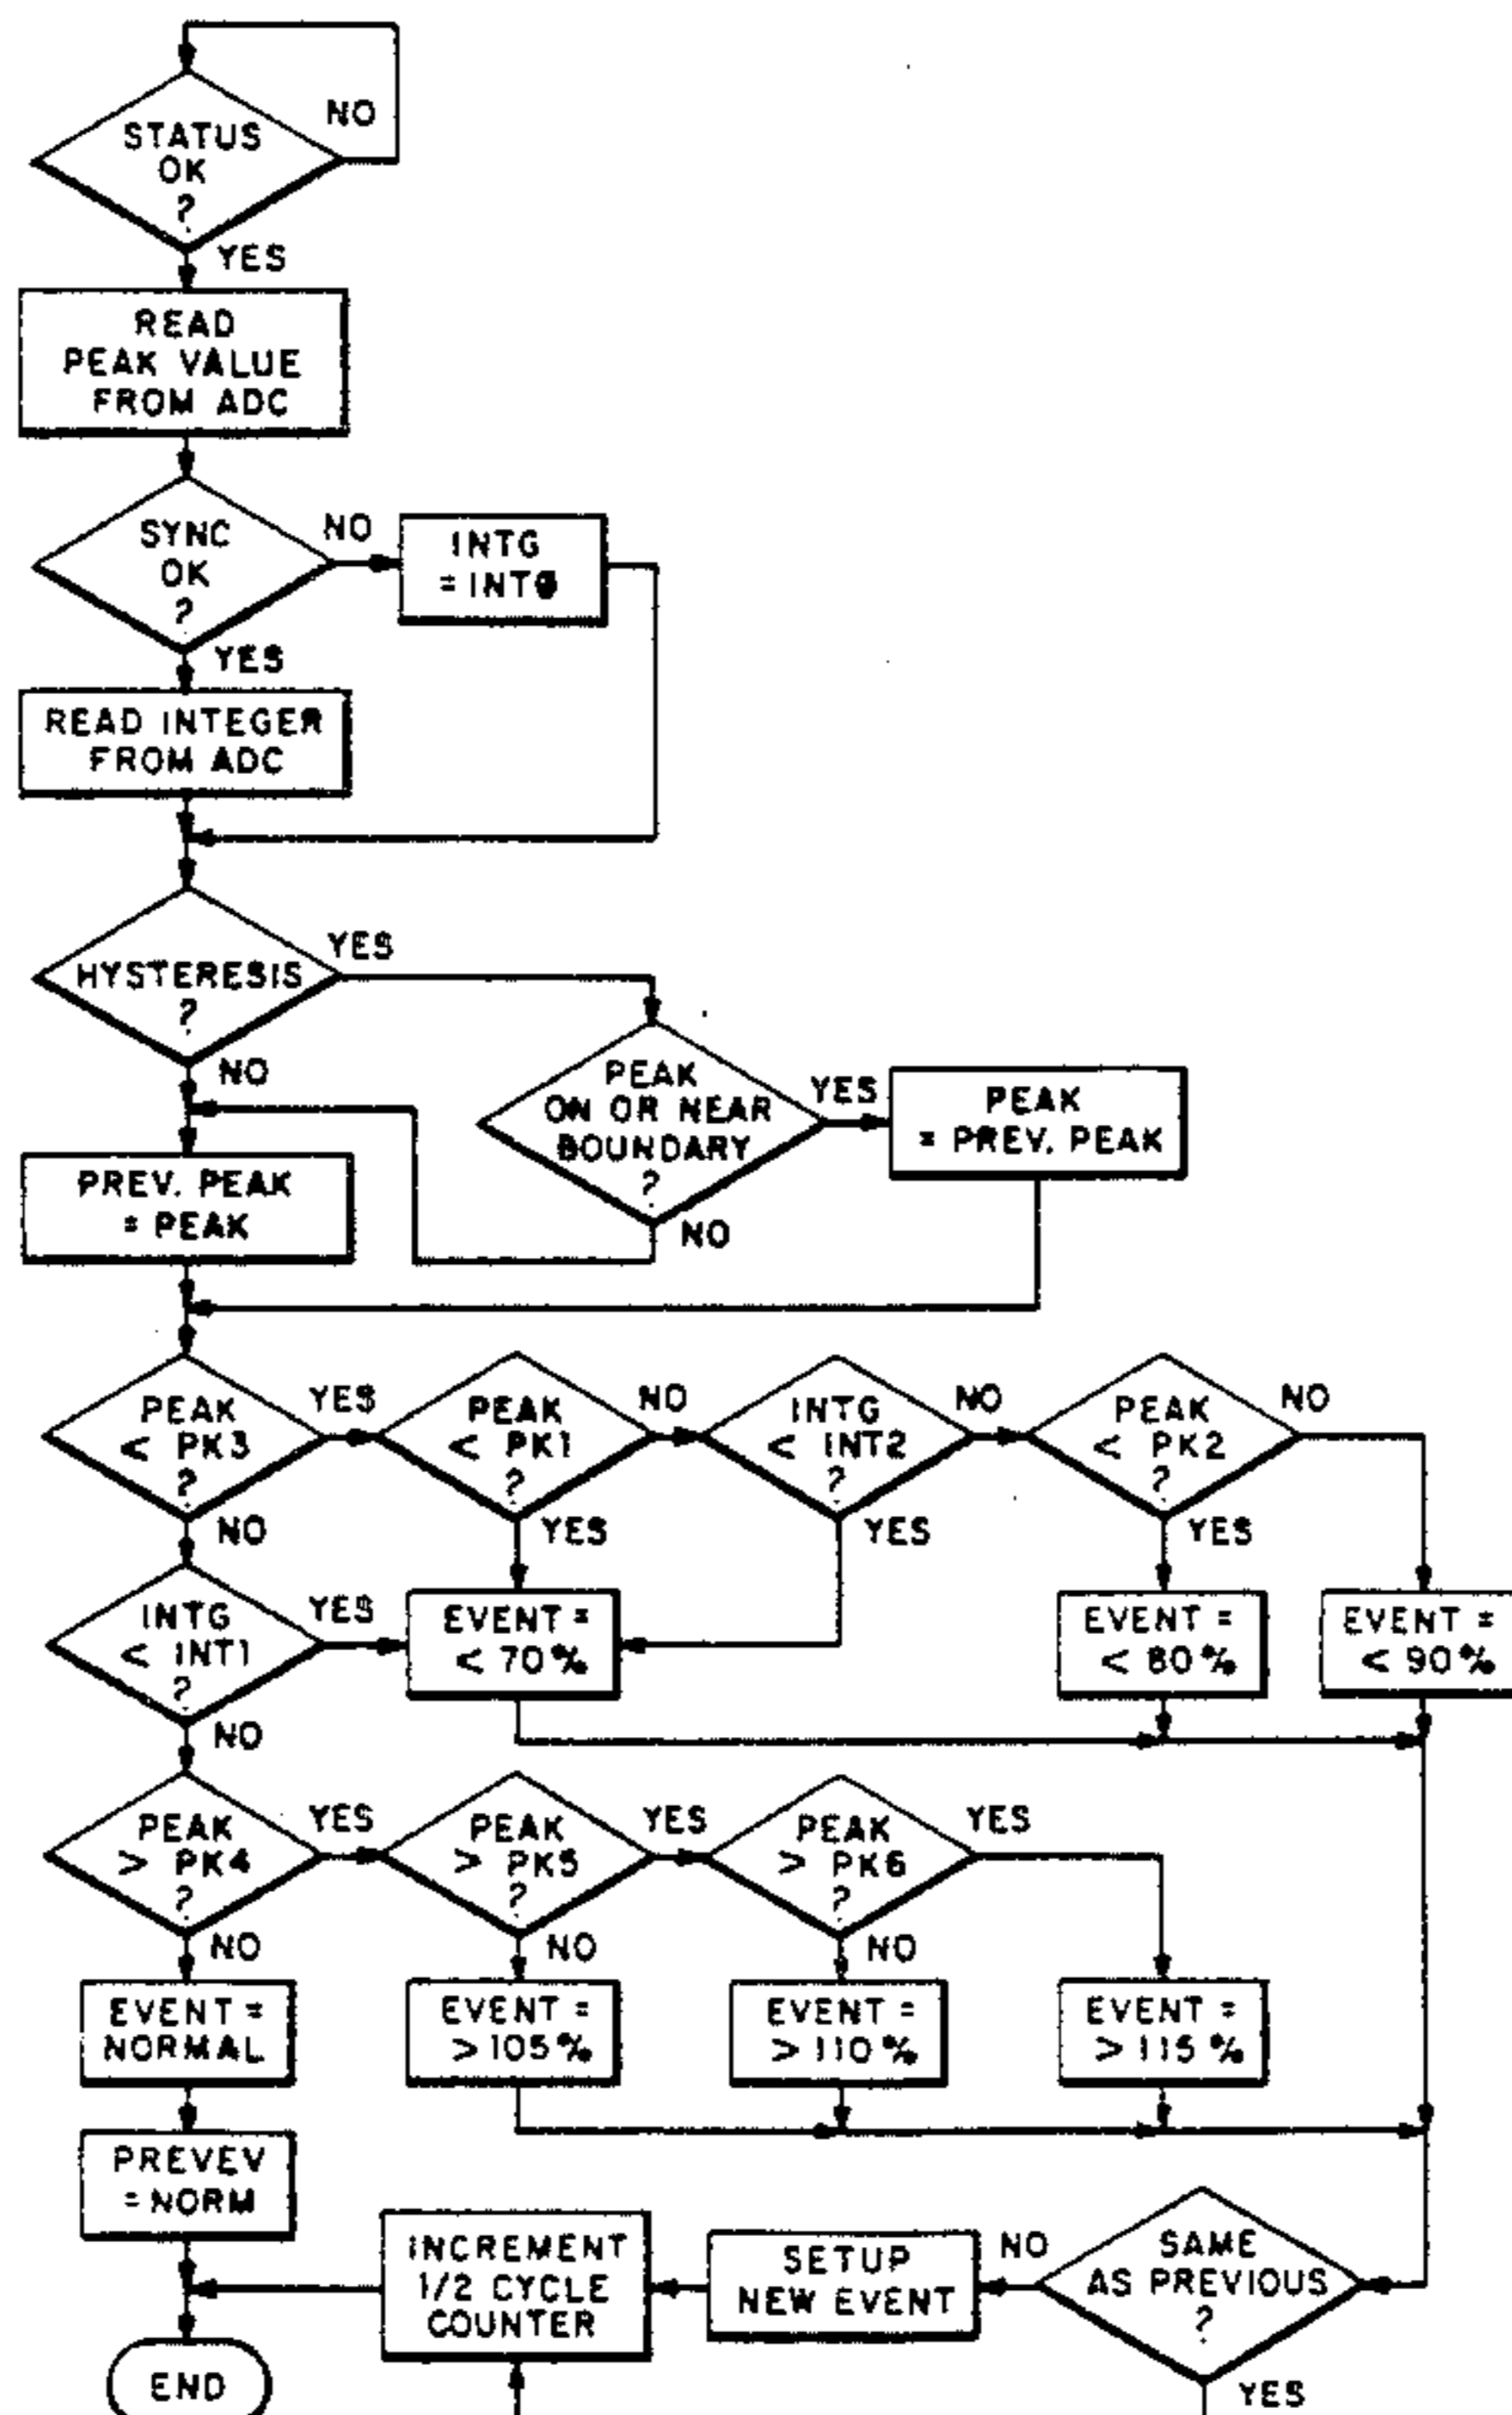 NO
STATUS
OK
?
YES
READ
PEAK VALUE
FROM ADC
SYNC
OK
?
NO
INTG
= INT0
YES
READ INTEGER
FROM ADC
HYSTERESIS
?
YES
NO
PEAK
ON OR NEAR
BOUNDARY
?
YES
NO
PEAK
= PREV. PEAK
PREV. PEAK
= PEAK
PEAK
< PK3
?
YES
NO
PEAK
< PK1
?
NO
YES
INTG
< INT2
?
NO
YES
PEAK
< PK2
?
NO
YES
INTG
< INT1
?
YES
NO
EVENT =
< 70%
EVENT =
< 80%
EVENT =
< 90%
PEAK
> PK4
?
YES
NO
PEAK
> PK5
?
YES
NO
PEAK
> PK6
?
YES
NO
EVENT =
NORMAL
EVENT =
>105%
EVENT =
>110%
EVENT =
>115%
PREVEV
= NORM
INCREMENT
1/2 CYCLE
COUNTER
SETUP
NEW EVENT
NO
SAME
AS PREVIOUS
?
YES
END